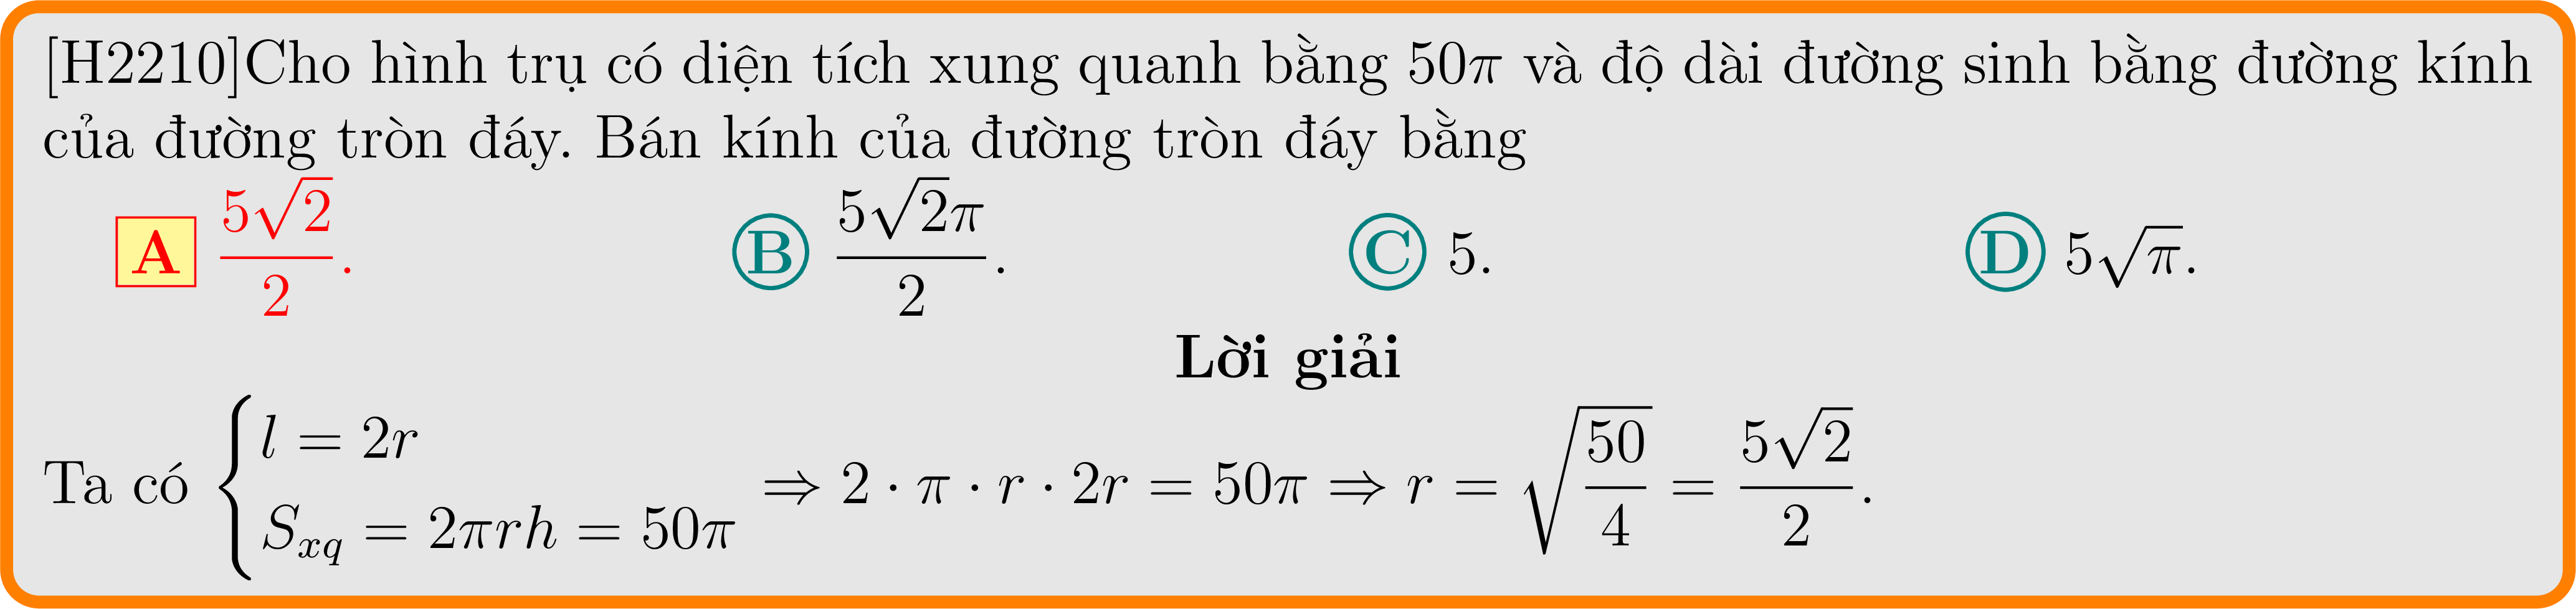 [H2210]Cho hình trụ có diện tích xung quanh bằng 50π và độ dài đường sinh bằng đường kính
của đường tròn đáy. Bán kính của đường tròn đáy bằng
A $\frac{5\sqrt{2}}{2}$. B $\frac{5\sqrt{2}\pi}{2}$. C 5. D $5\sqrt{\pi}$.
Lời giải
Ta có $\begin{cases} l = 2r \\ S_{xq} = 2\pi rh = 50\pi \end{cases} \Rightarrow 2 \cdot \pi \cdot r \cdot 2r = 50\pi \Rightarrow r = \sqrt{\frac{50}{4}} = \frac{5\sqrt{2}}{2}$.